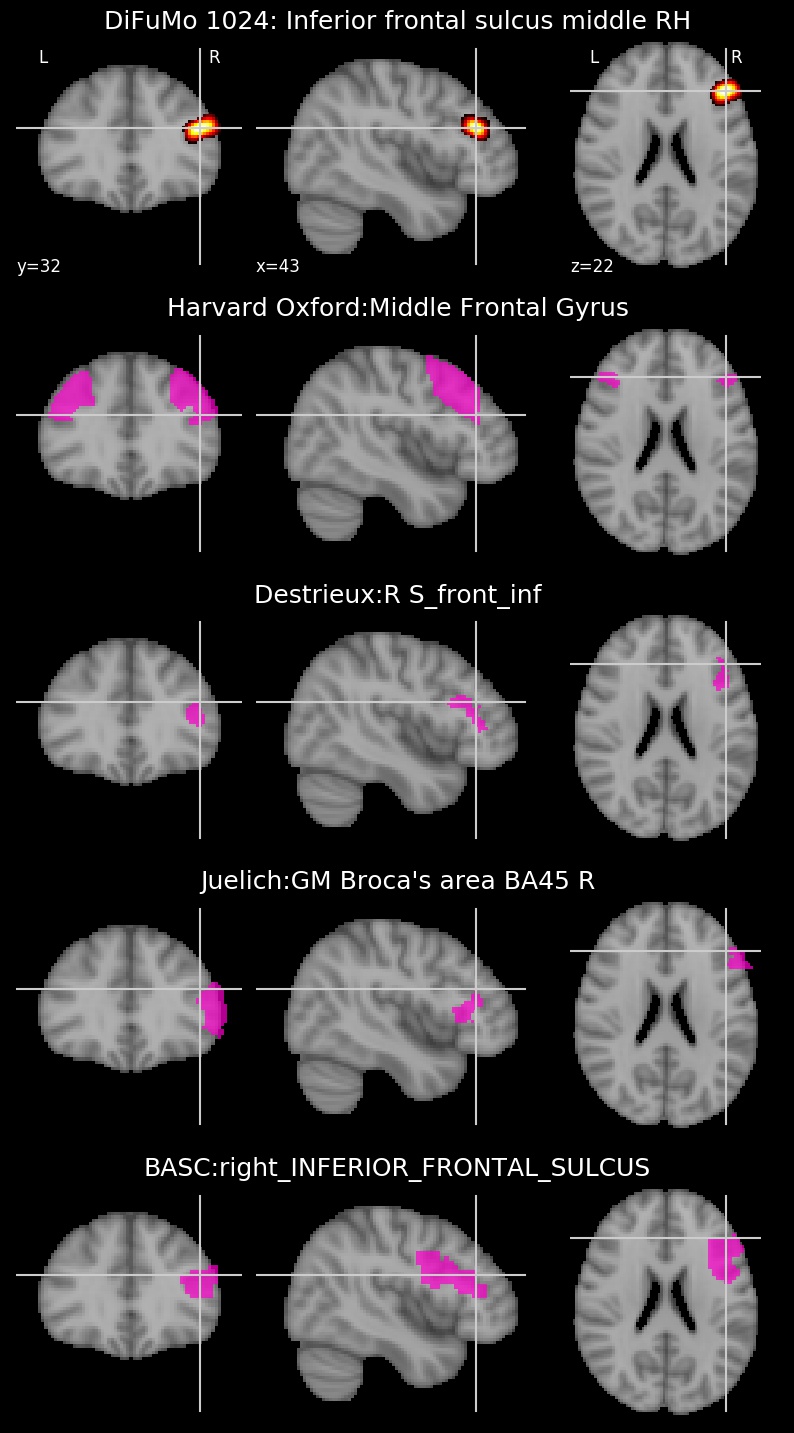 DiFuMo 1024: Inferior frontal sulcus middle RH
L R L R
y=32 x=43 z=22
Harvard Oxford:Middle Frontal Gyrus
Destrieux:R S_front_inf
Juelich:GM Broca's area BA45 R
BASC:right_INFERIOR_FRONTAL_SULCUS